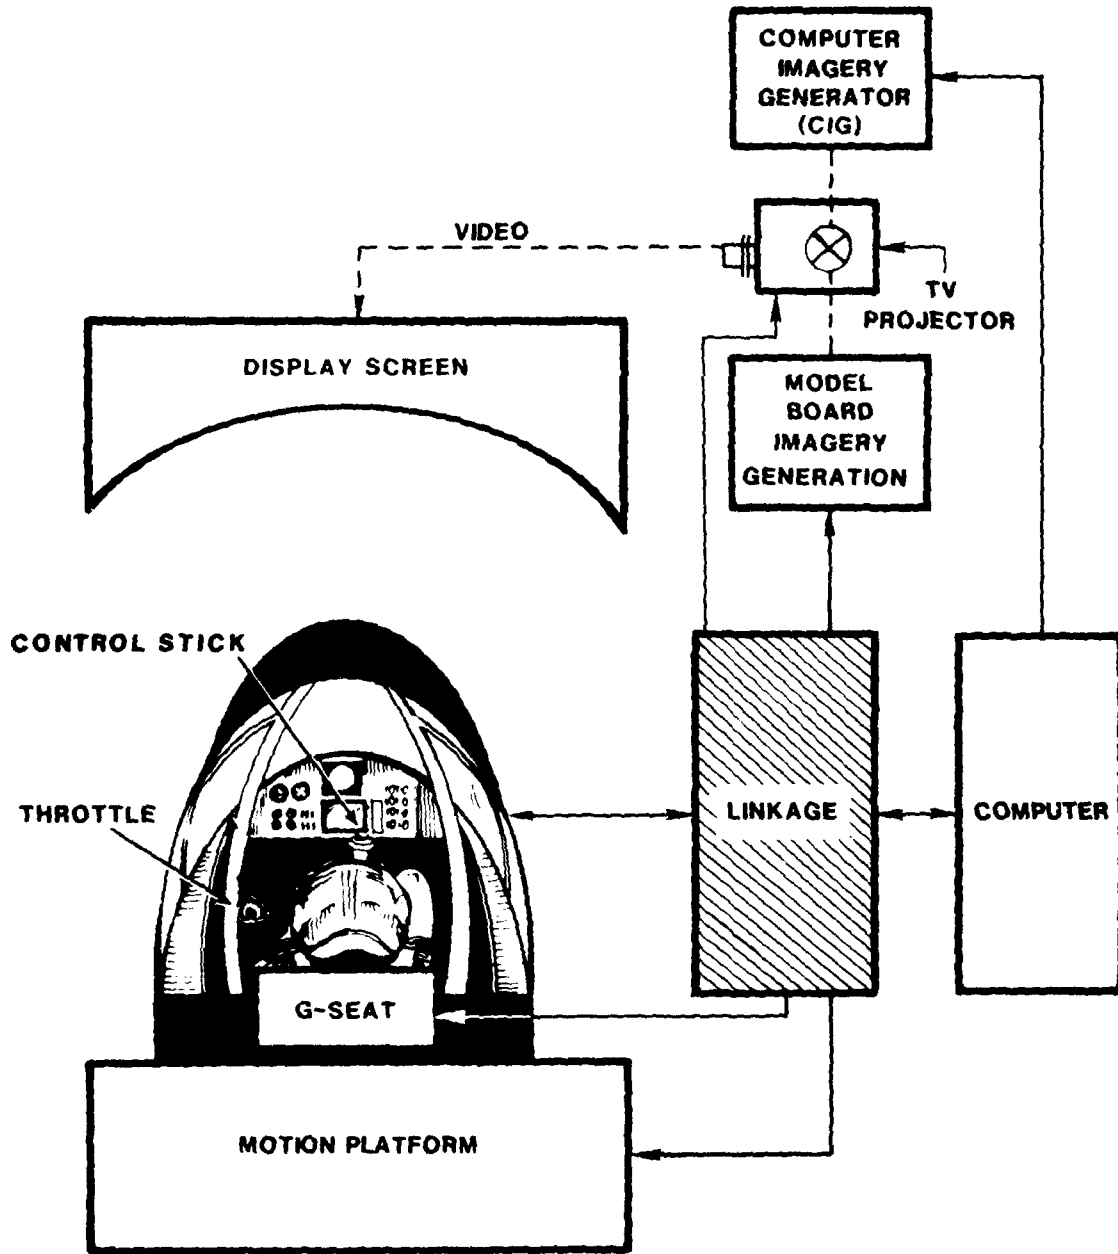 COMPUTER
IMAGERY
GENERATOR
(CIG)
VIDEO
TV
PROJECTOR
DISPLAY SCREEN
MODEL
BOARD
IMAGERY
GENERATION
CONTROL STICK
THROTTLE
LINKAGE
COMPUTER
G-SEAT
MOTION PLATFORM